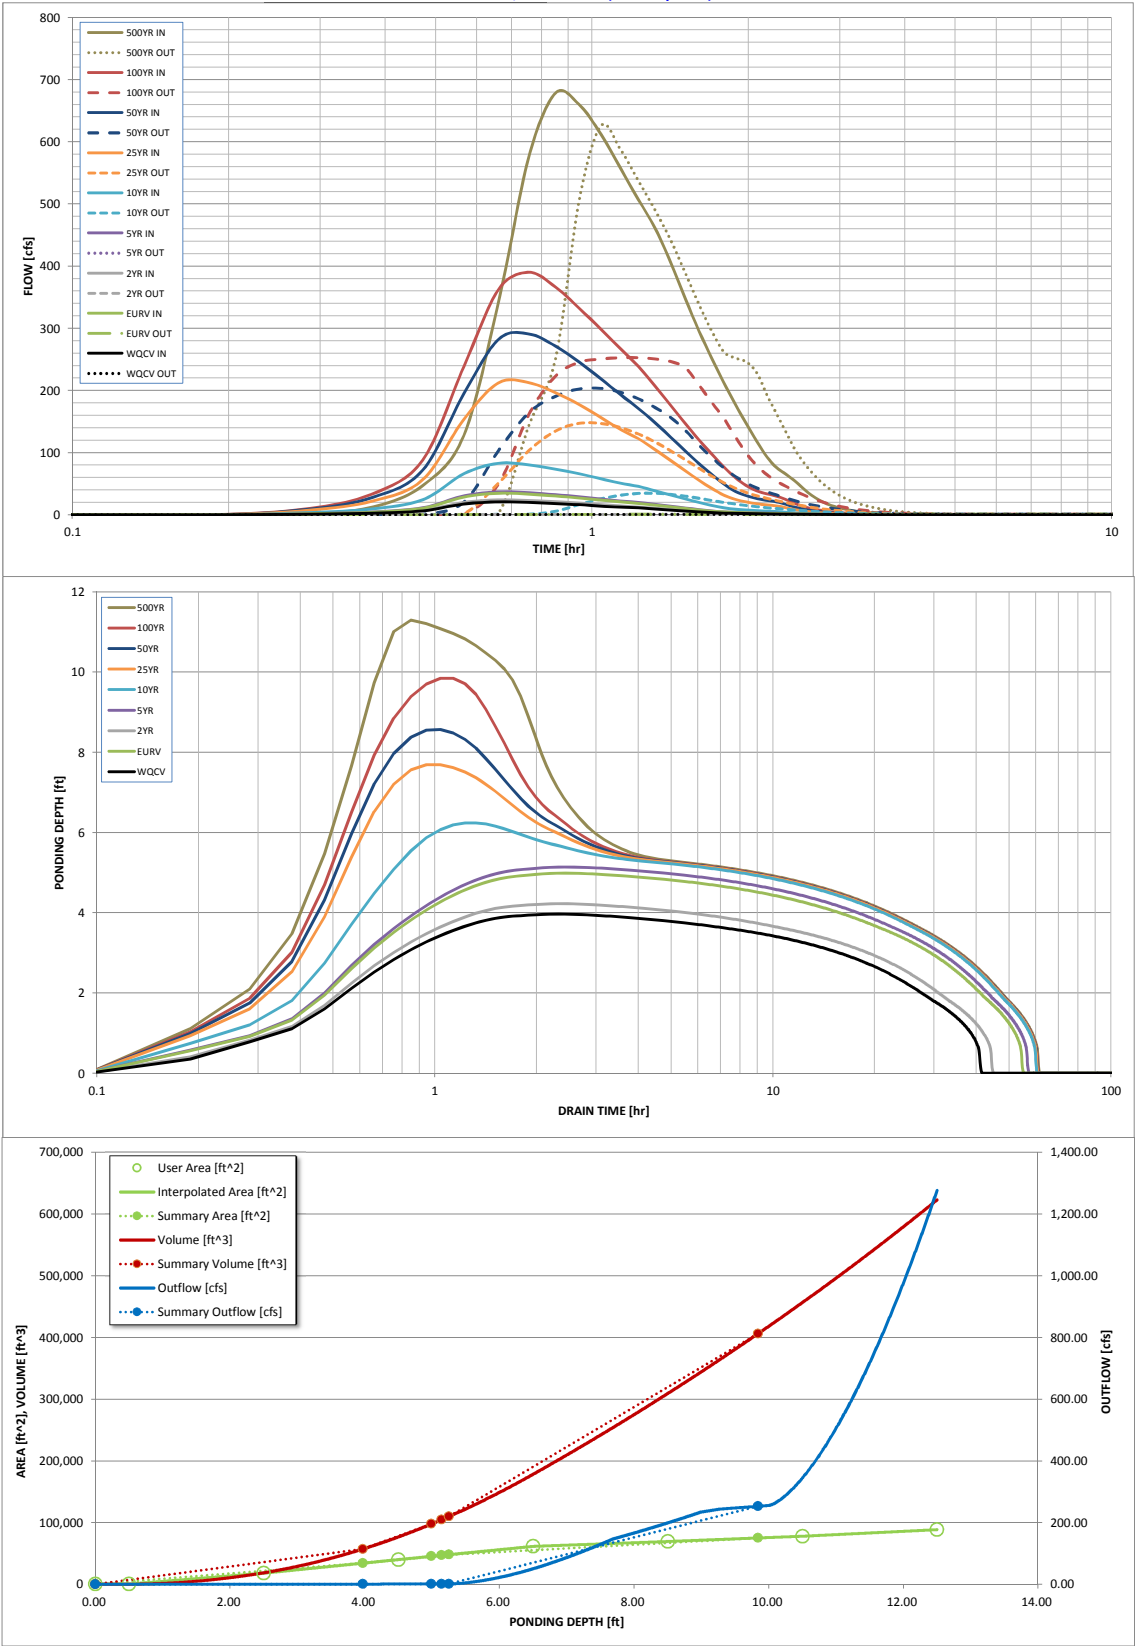 800
700
600
500
400
300
200
100
0
FLOW [cfs]
500YR IN
500YR OUT
100YR IN
100YR OUT
50YR IN
50YR OUT
25YR IN
25YR OUT
10YR IN
10YR OUT
5YR IN
5YR OUT
2YR IN
2YR OUT
EURV IN
EURV OUT
WQCV IN
WQCV OUT
0.1 1 10
TIME [hr]
12
10
8
6
4
2
0
PONDING DEPTH [ft]
500YR
100YR
50YR
25YR
10YR
5YR
2YR
EURV
WQCV
0.1 1 10 100
DRAIN TIME [hr]
700,000
600,000
500,000
400,000
300,000
200,000
100,000
0
AREA [ft^2], VOLUME [ft^3]
User Area [ft^2]
Interpolated Area [ft^2]
Summary Area [ft^2]
Volume [ft^3]
Summary Volume [ft^3]
Outflow [cfs]
Summary Outflow [cfs]
1,400.00
1,200.00
1,000.00
800.00
600.00
400.00
200.00
0.00
OUTFLOW [cfs]
0.00 2.00 4.00 6.00 8.00 10.00 12.00 14.00
PONDING DEPTH [ft]